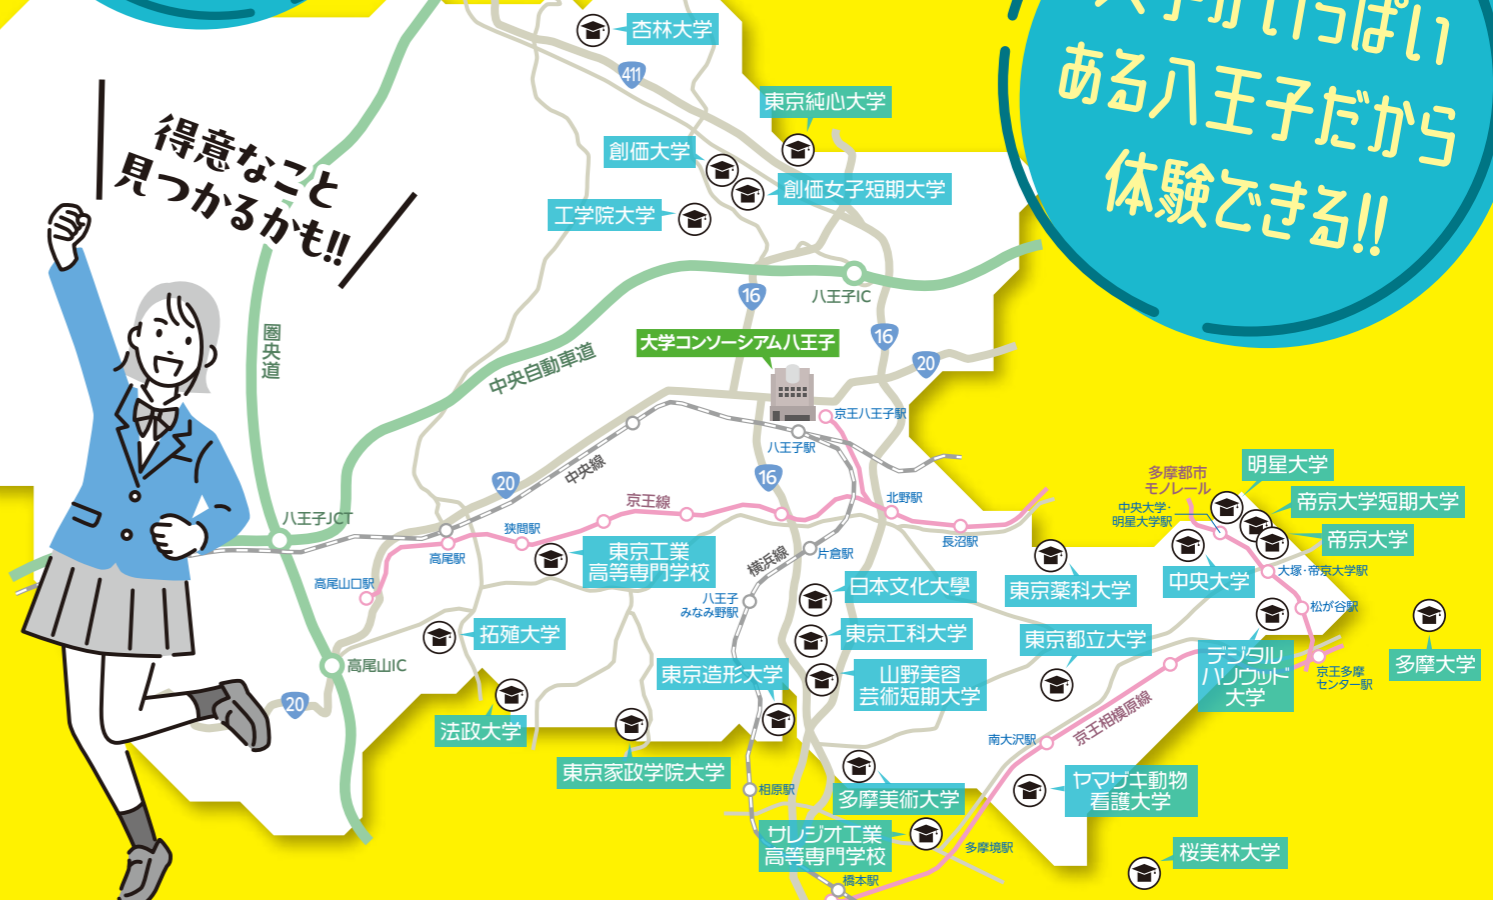 大学がいっぱい
ある八王子だから
体験できる!!
得意なこと
見つかるかも!!
杏林大学
411
東京純心大学
創価大学
創価女子短期大学
工学院大学
16
八王子IC
圏央道
中央自動車道
大学コンソーシアム八王子
16
20
京王八王子駅
八王子駅
中央線
20
16
京王線
北野駅
長沼駅
狭間駅
高尾駅
八王子JCT
高尾山口駅
高尾山IC
20
東京工業
高等専門学校
横浜線
片倉駅
八王子
みなみ野駅
日本文化大學
東京工科大学
山野美容
芸術短期大学
東京造形大学
拓殖大学
法政大学
東京家政学院大学
相原駅
多摩美術大学
サレジオ工業
高等専門学校
橋本駅
多摩境駅
南大沢駅
京王相模原線
ヤマザキ動物
看護大学
桜美林大学
東京薬科大学
東京都立大学
多摩都市
モノレール
中央大学・
明星大学駅
明星大学
帝京大学短期大学
帝京大学
中央大学
大塚・帝京大学駅
松が谷駅
デジタル
ハリウッド
大学
京王多摩
センター駅
多摩大学